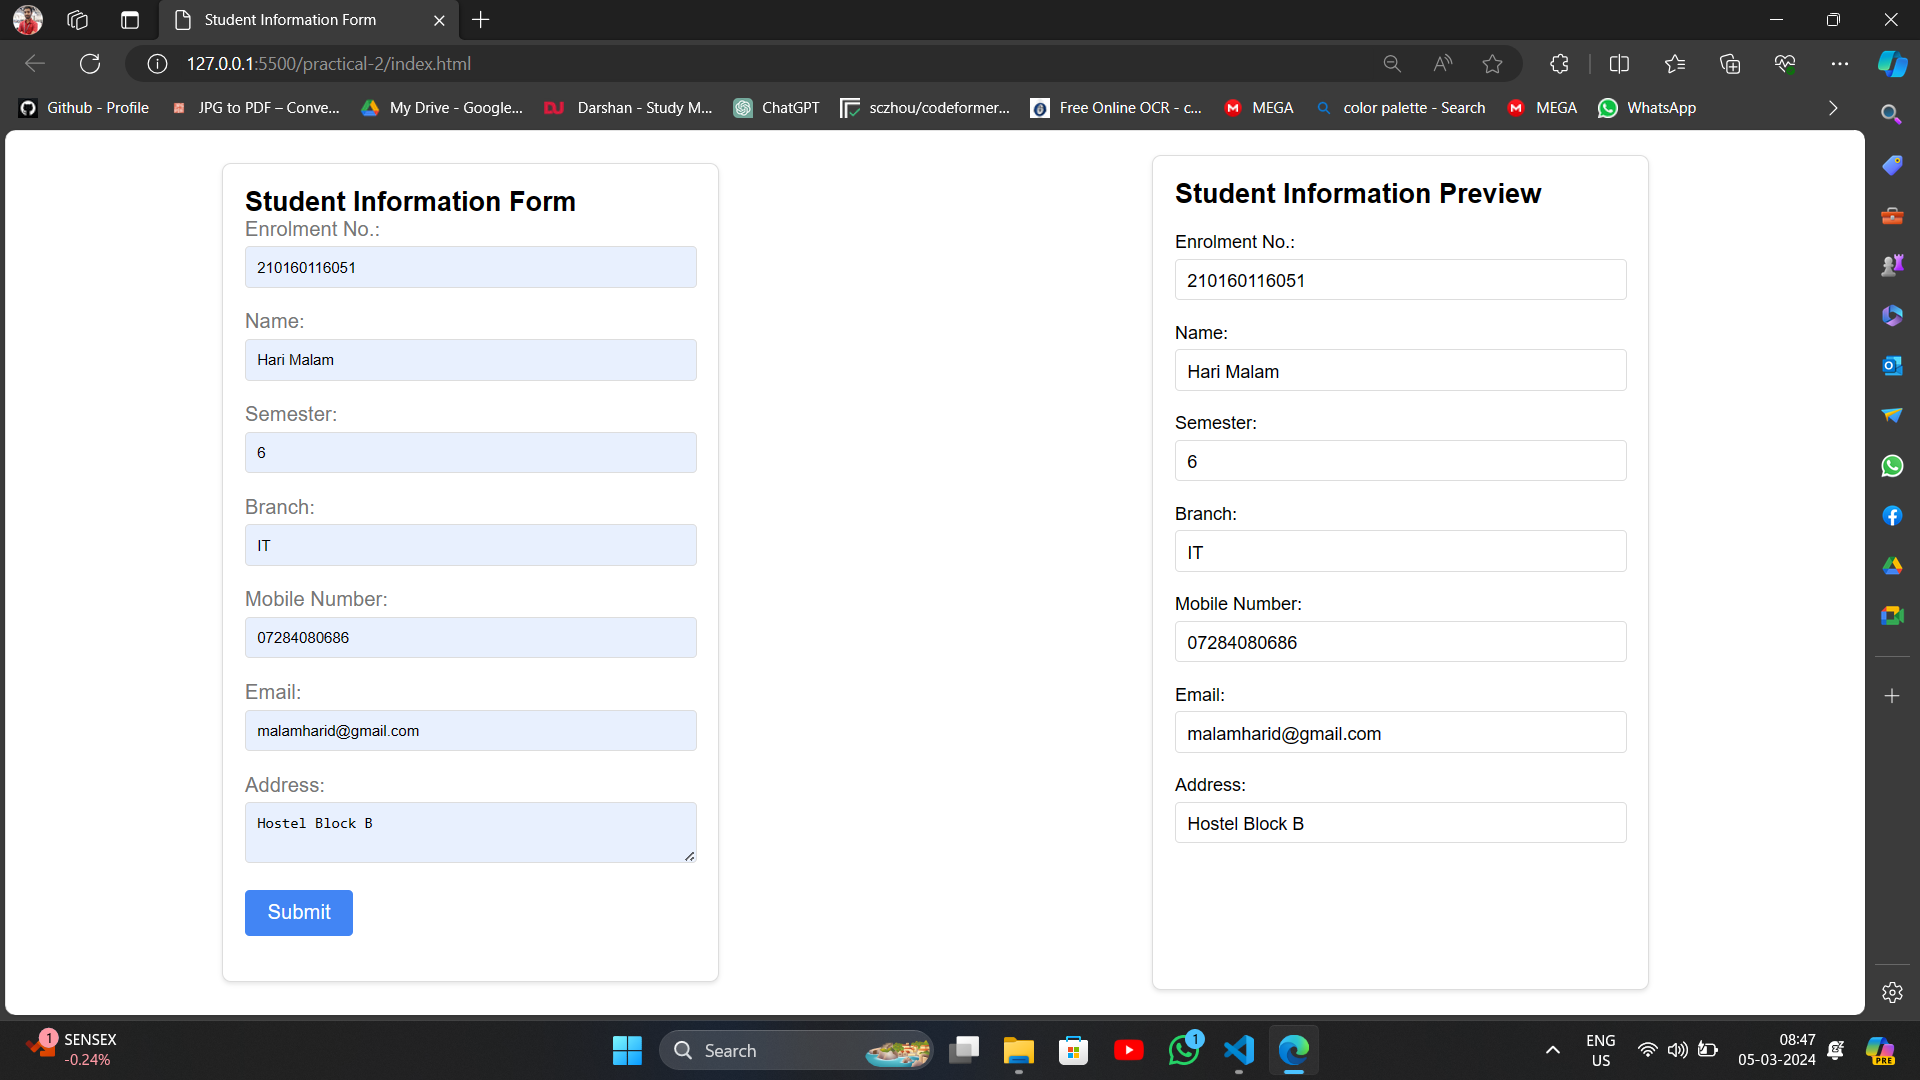 Student Information Form
127.0.0.1:5500/practical-2/index.html
Github - Profile JPG to PDF – Conve... My Drive - Google... DU Darshan - Study M... ChatGPT sczhou/codeformer... Free Online OCR - c... M MEGA color palette - Search M MEGA WhatsApp
Student Information Form
Enrolment No.:
210160116051
Name:
Hari Malam
Semester:
6
Branch:
IT
Mobile Number:
07284080686
Email:
malamharid@gmail.com
Address:
Hostel Block B
Submit
Student Information Preview
Enrolment No.:
210160116051
Name:
Hari Malam
Semester:
6
Branch:
IT
Mobile Number:
07284080686
Email:
malamharid@gmail.com
Address:
Hostel Block B
1 SENSEX
-0.24%
Search
1
ENG
US
08:47
05-03-2024
PRE